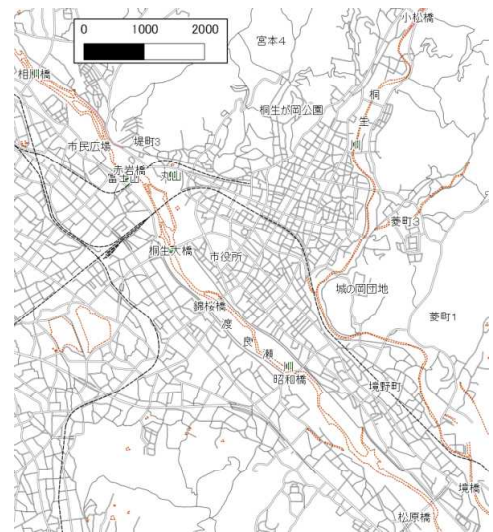 0 1000 2000
小松橋
宮本4
相川橋
桐生が岡公園
桐生川
市民広場
堤町3
赤岩橋
富士山
丸山
菱町3
桐生大橋
市役所
城の岡団地
錦桜橋
菱町1
渡良瀬川
昭和橋
境野町
境橋
松原橋